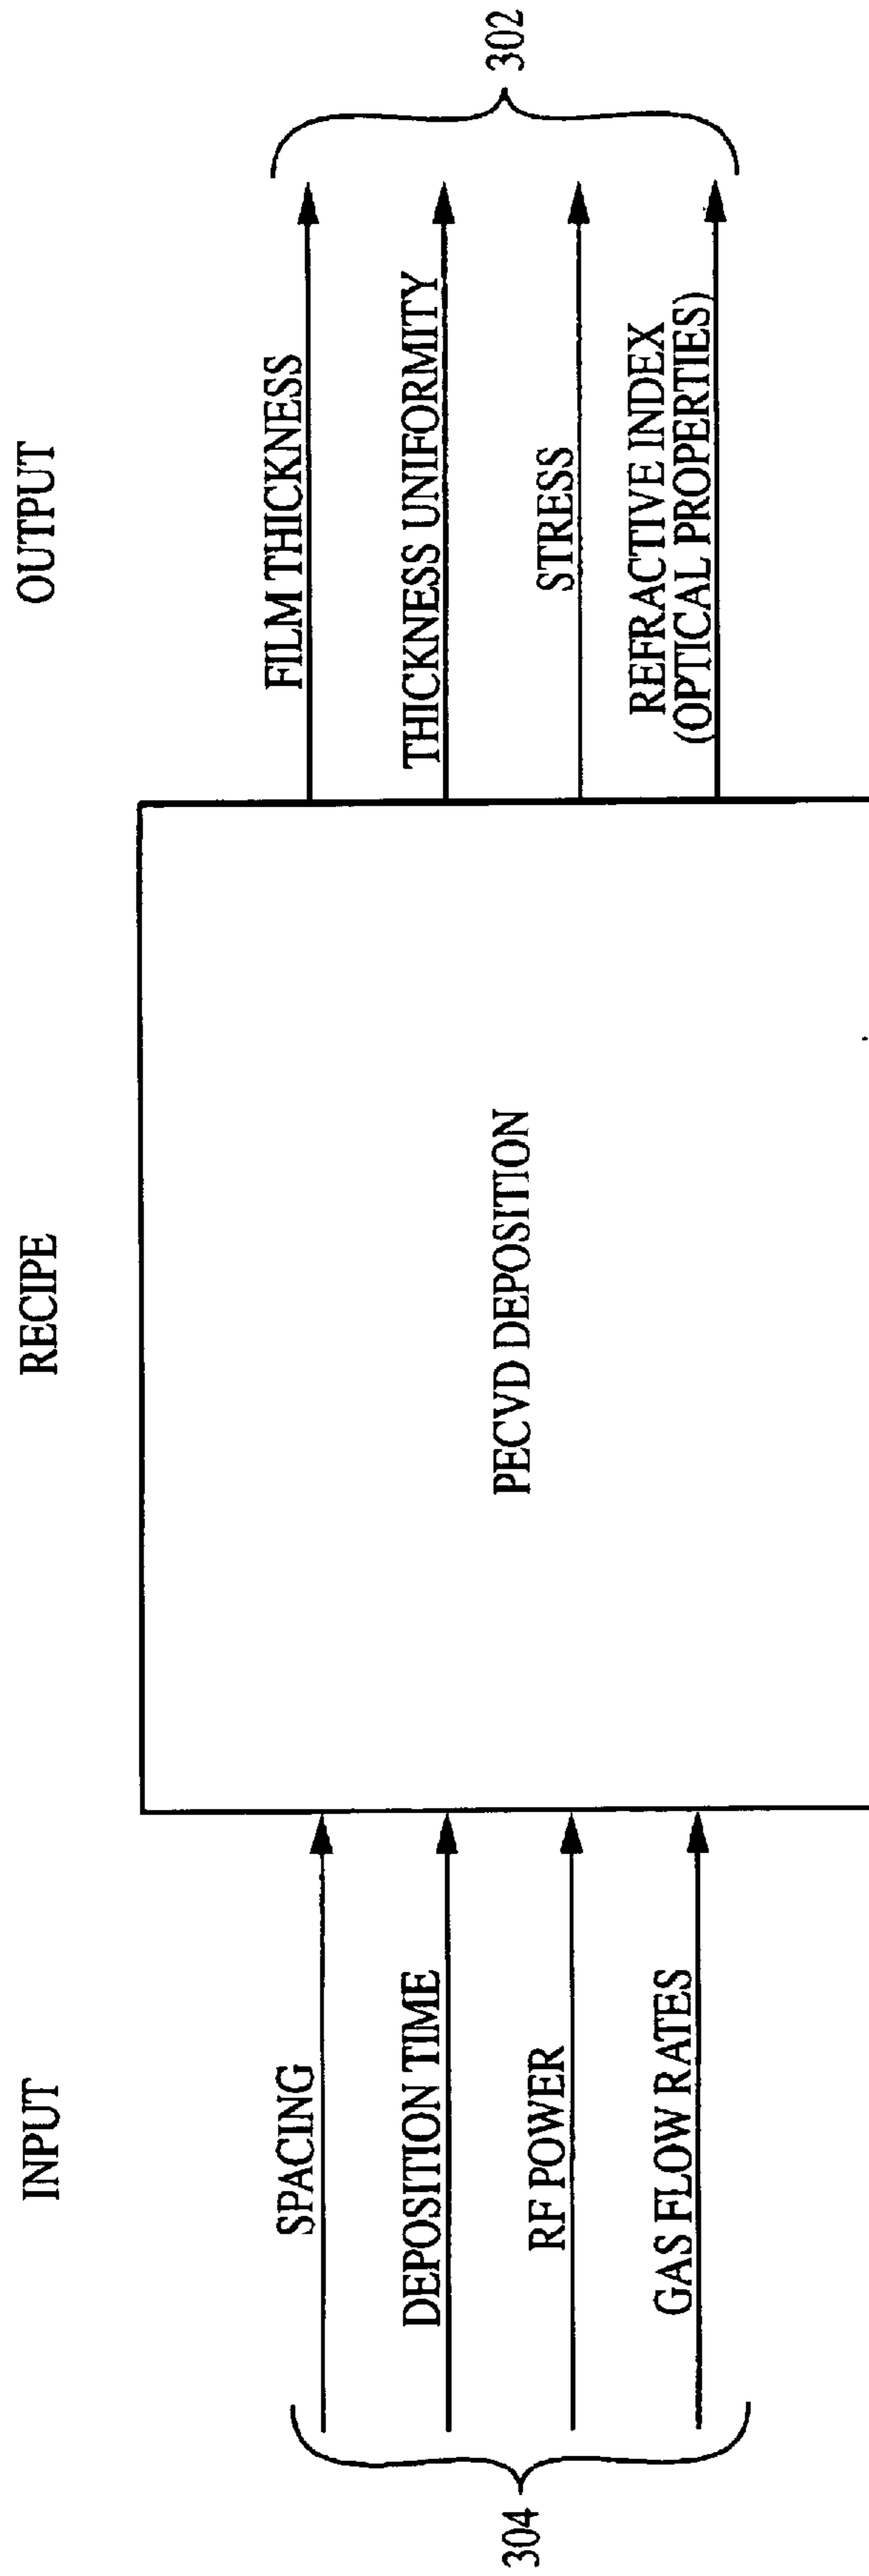 INPUT
RECIPE
OUTPUT
304
SPACING
DEPOSITION TIME
RF POWER
GAS FLOW RATES
PECVD DEPOSITION
FILM THICKNESS
THICKNESS UNIFORMITY
STRESS
REFRACTIVE INDEX
(OPTICAL PROPERTIES)
302